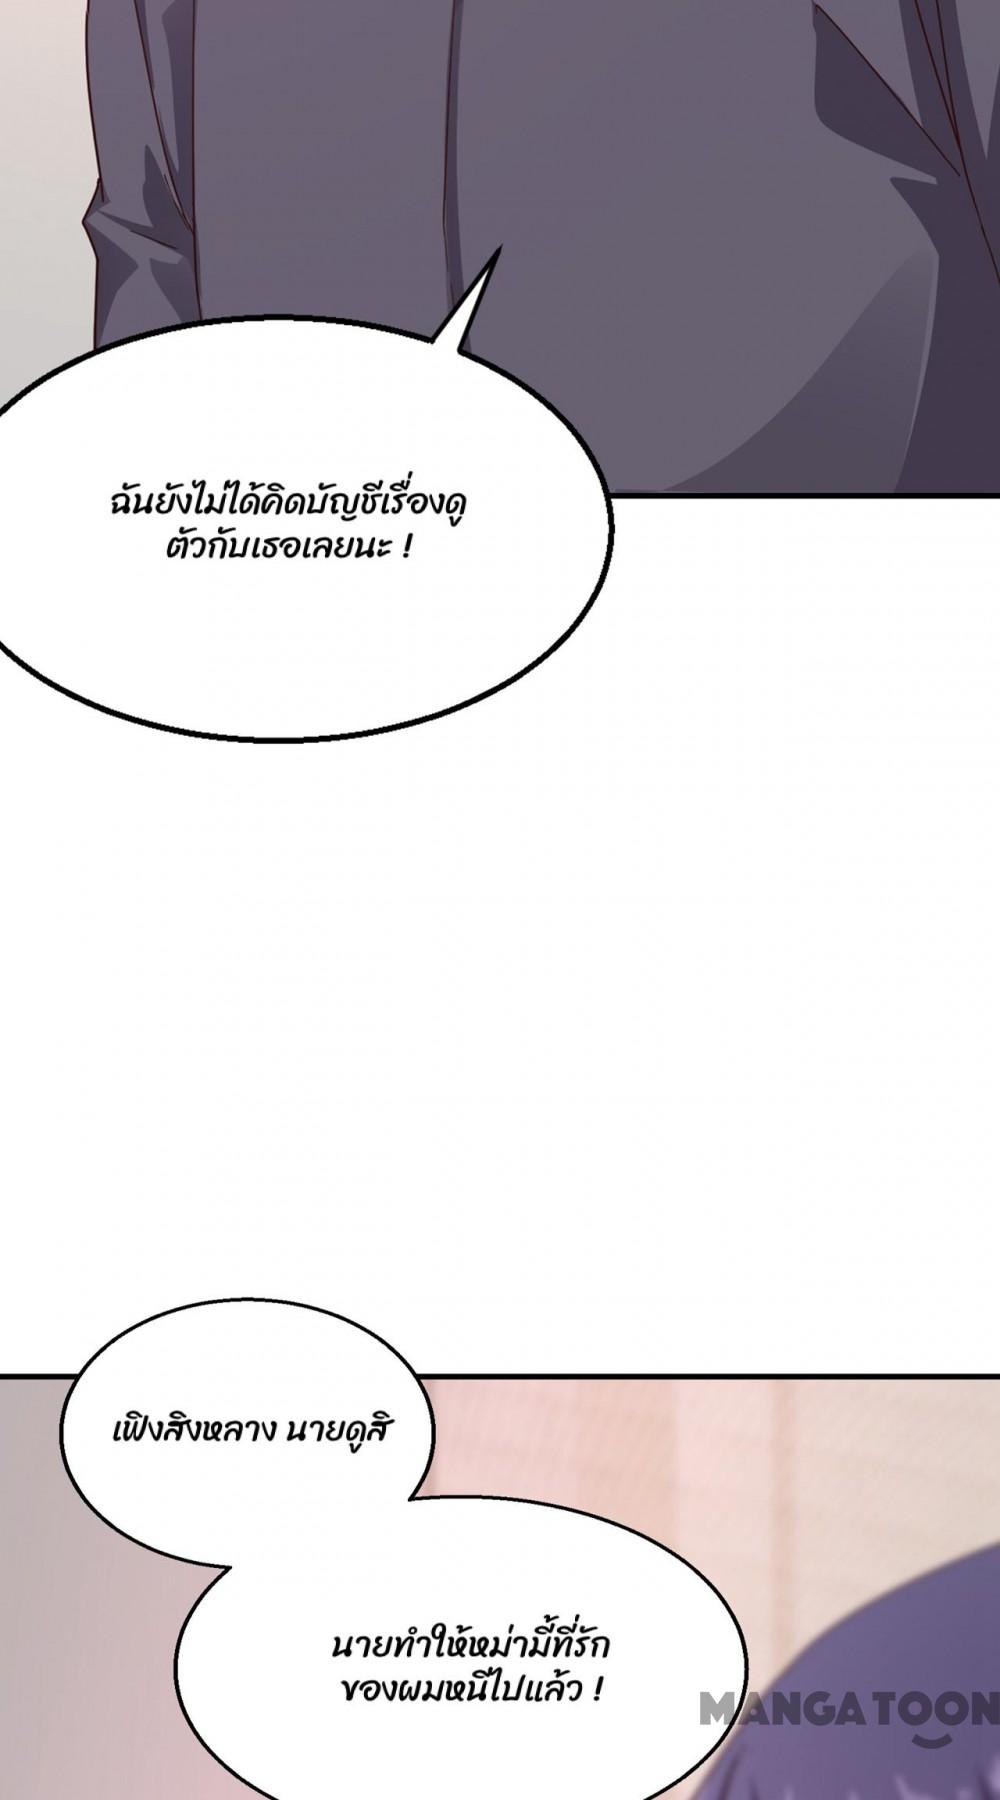 ฉันยังไม่ได้คิดบัญชีเรื่องดู
ตัวกับเธอเลยนะ !
เฟิงสิงหลาง นายดูสิ
นายทำให้หม่ามี้ที่รัก
ของผมหนีไปแล้ว !
MANGATOON